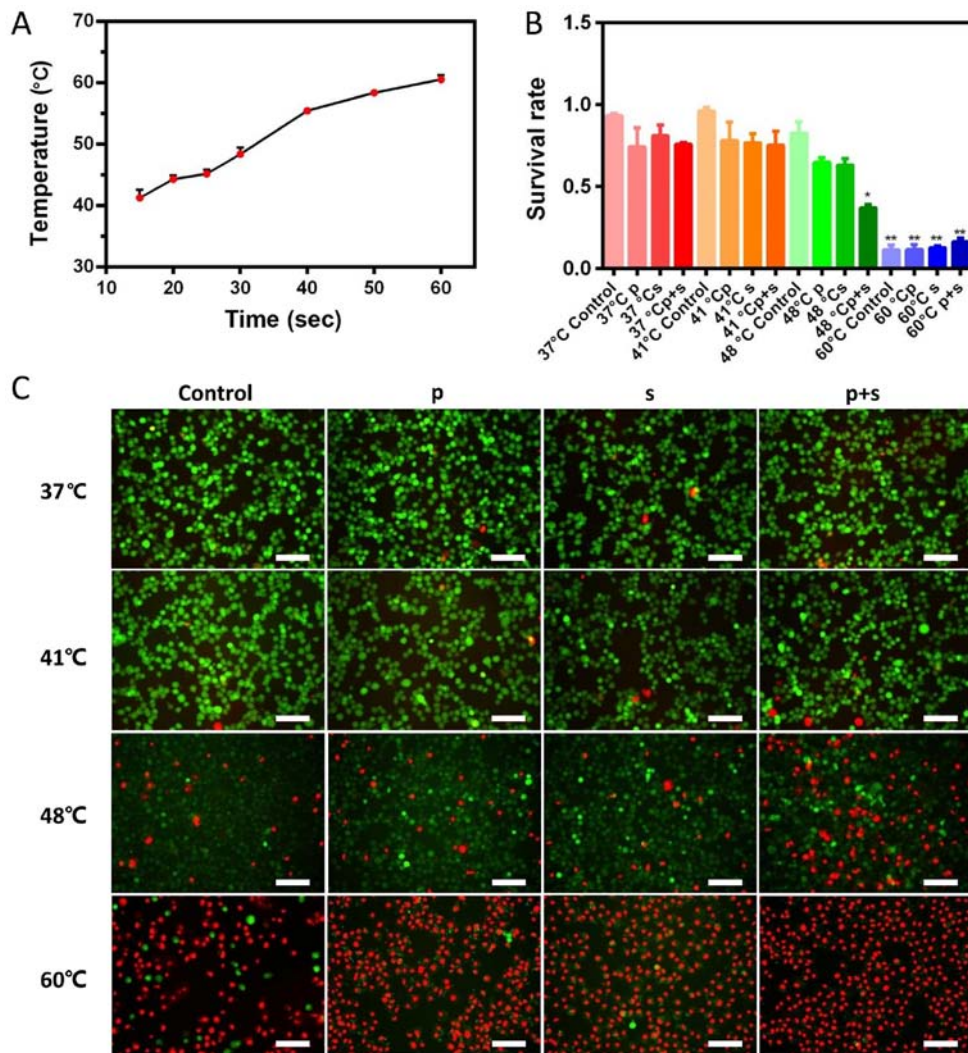 A
Temperature (°C)
70
60
50
40
30
10 20 30 40 50 60
Time (sec)
B
Survival rate
1.5
1.0
0.5
0.0
*
**
**
**
**
37°C Control
37°C p
37 °Cs
37 °Cp+s
41°C Control
41 °Cp
41°C s
41 °Cp+s
48 °C Control
48°C p
48 °Cs
48 °Cp+s
60°C Control
60 °Cp
60°C s
60°C p+s
C
Control p s p+s
37℃
41℃
48℃
60℃